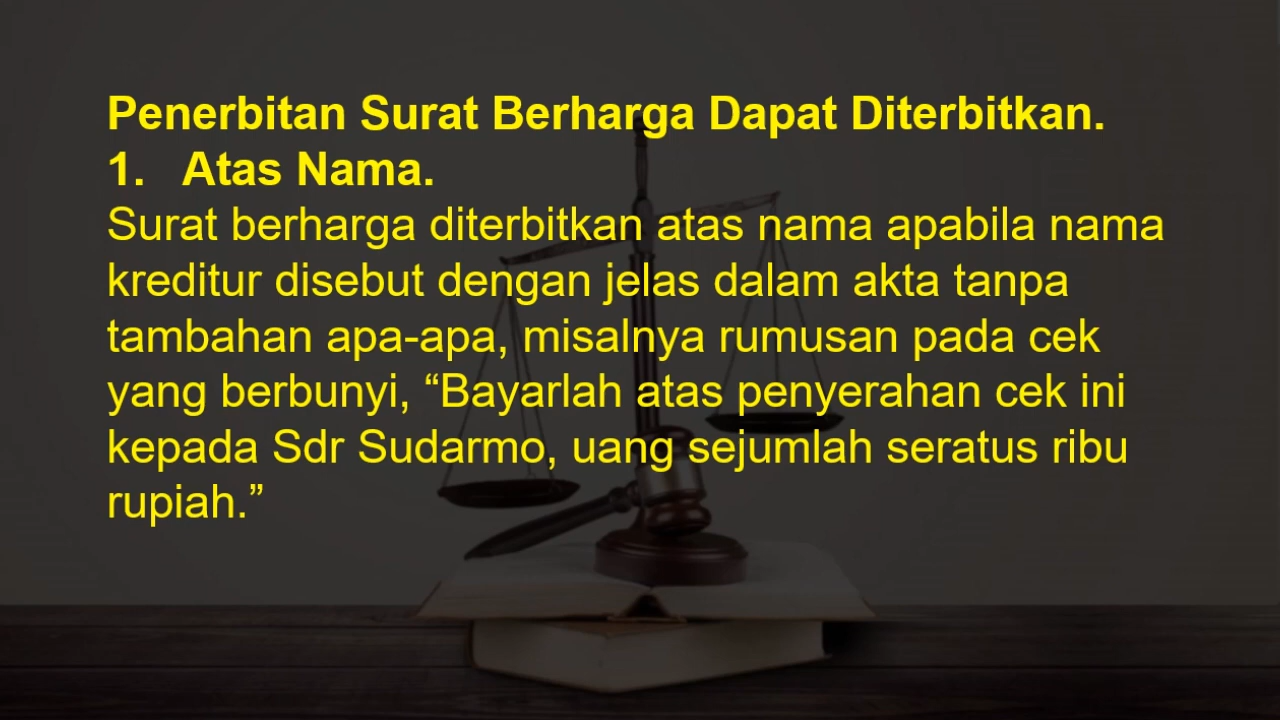 Penerbitan Surat Berharga Dapat Diterbitkan.
1. Atas Nama.
Surat berharga diterbitkan atas nama apabila nama
kreditur disebut dengan jelas dalam akta tanpa
tambahan apa-apa, misalnya rumusan pada cek
yang berbunyi, “Bayarlah atas penyerahan cek ini
kepada Sdr Sudarmo, uang sejumlah seratus ribu
rupiah.”